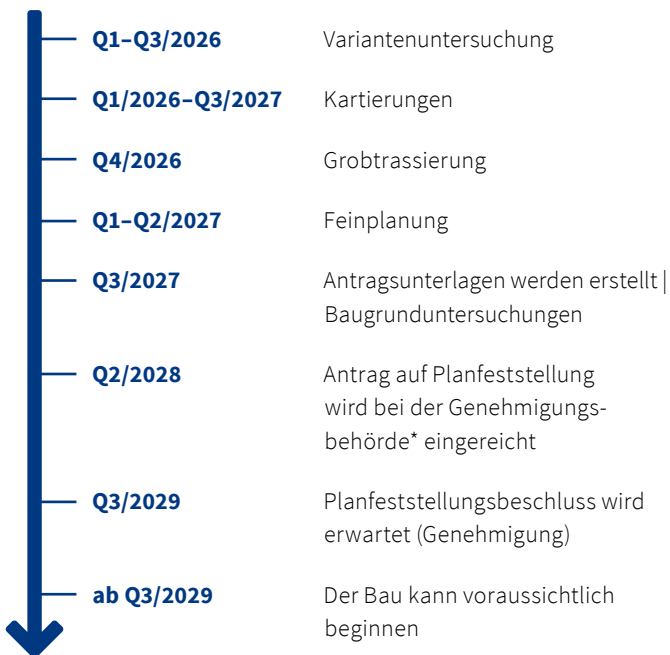 Q1–Q3/2026 Variantenuntersuchung
Q1/2026–Q3/2027 Kartierungen
Q4/2026 Grobtrassierung
Q1–Q2/2027 Feinplanung
Q3/2027 Antragsunterlagen werden erstellt |
Baugrunduntersuchungen
Q2/2028 Antrag auf Planfeststellung
wird bei der Genehmigungs-
behörde* eingereicht
Q3/2029 Planfeststellungsbeschluss wird
erwartet (Genehmigung)
ab Q3/2029 Der Bau kann voraussichtlich
beginnen